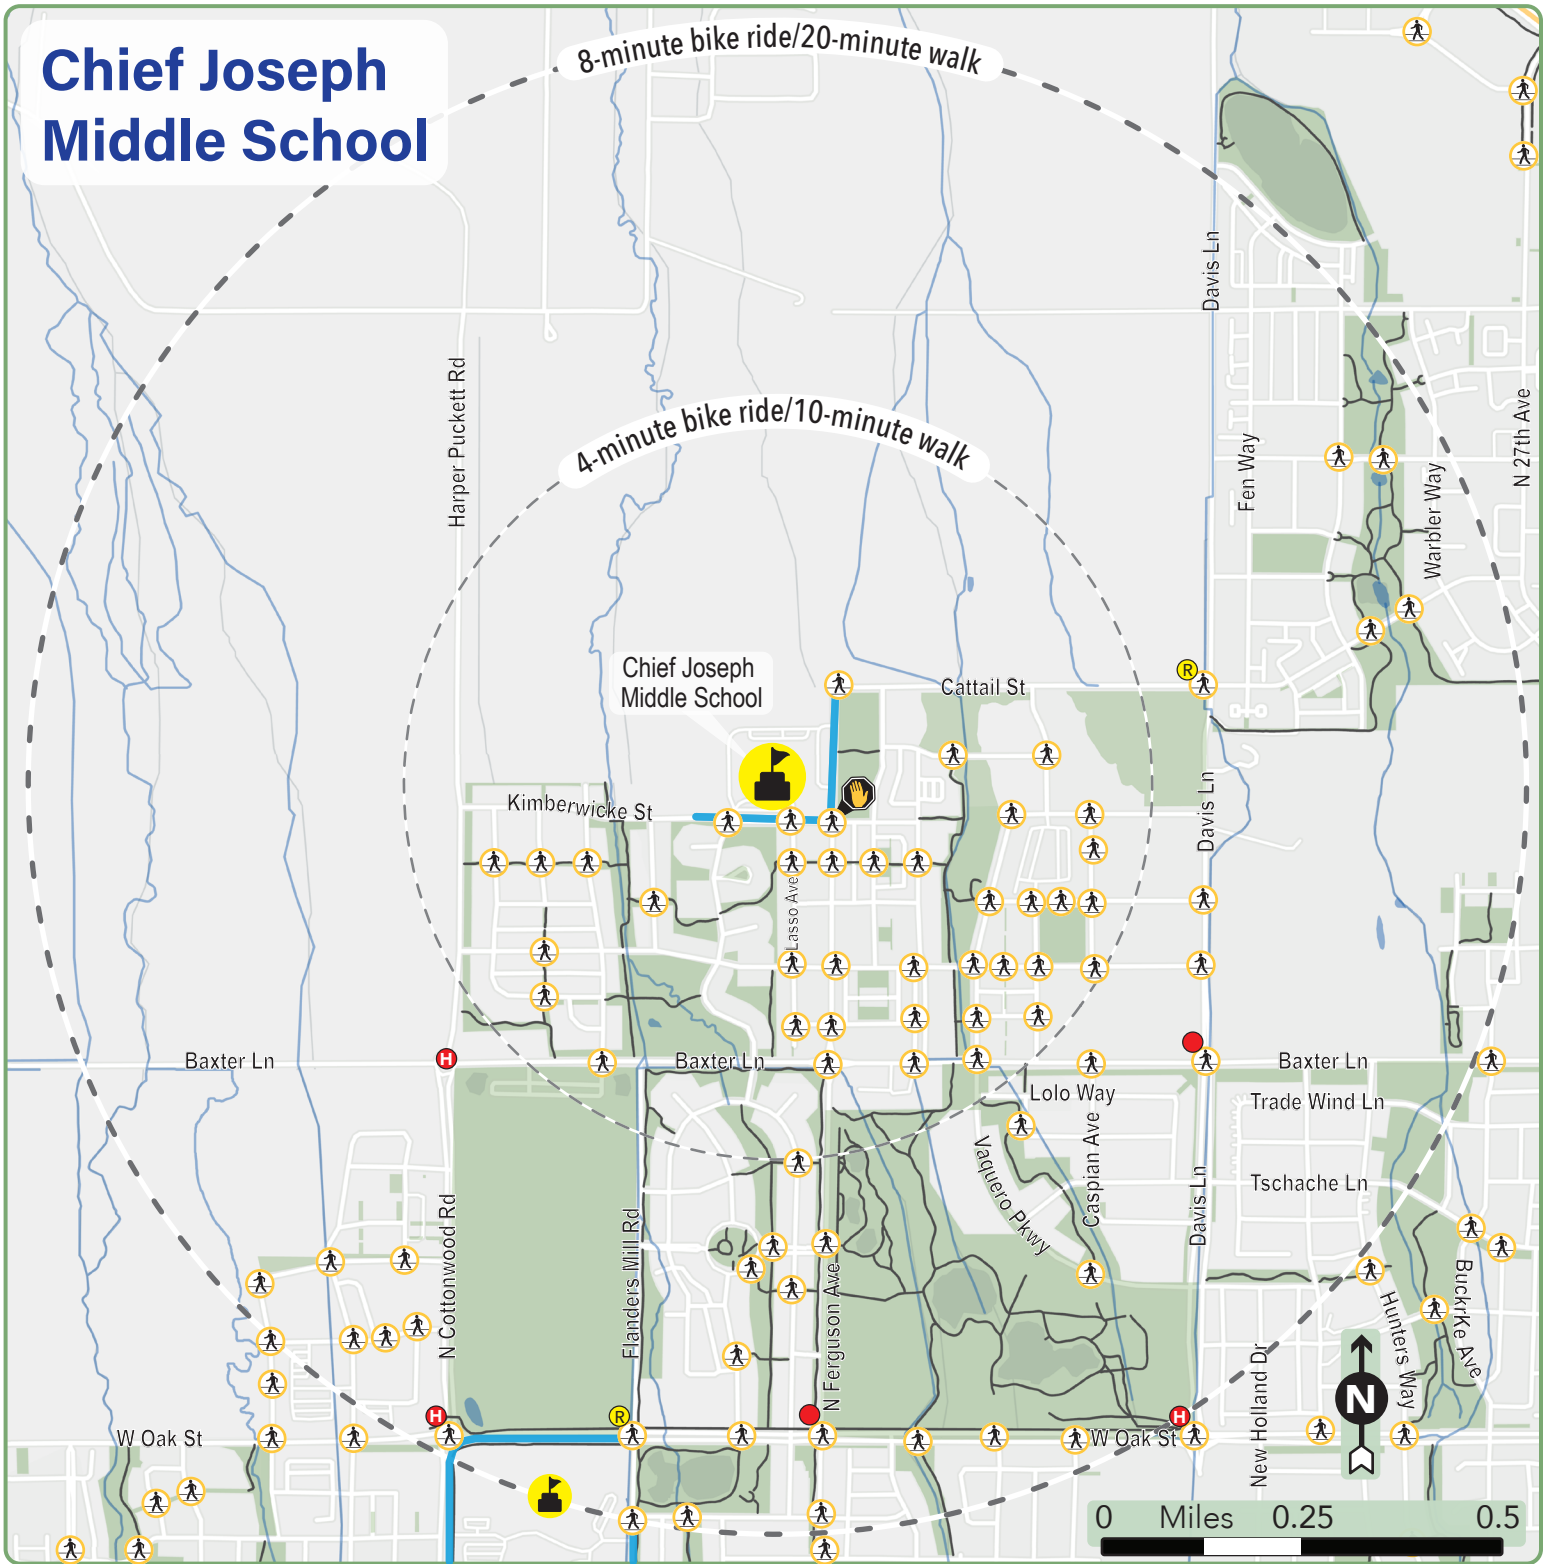 Chief Joseph
Middle School
8-minute bike ride/20-minute walk
Davis Ln
Harper Puckett Rd
4-minute bike ride/10-minute walk
N 27th Ave
Fen Way
Warbler Way
Chief Joseph
Middle School
R
Cattail St
Kimberwicke St
Davis Ln
Lasso Ave
Baxter Ln
H
Baxter Ln
Baxter Ln
Lolo Way
Trade Wind Ln
Caspian Ave
Vaquero Pkwy
Tschache Ln
Davis Ln
N Cottonwood Rd
Flanders Mill Rd
N Ferguson Ave
Hunters Way
BuckrKe Ave
New Holland Dr
N
H
R
H
W Oak St
W Oak St
0 Miles 0.25 0.5